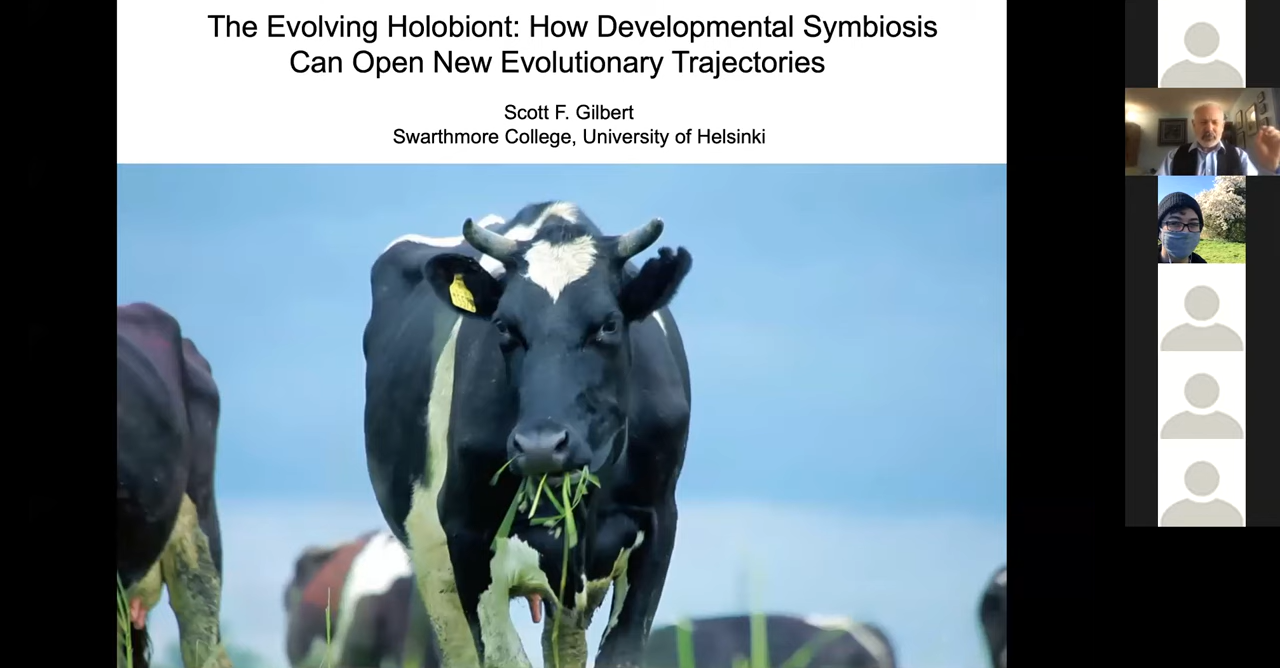 The Evolving Holobiont: How Developmental Symbiosis
Can Open New Evolutionary Trajectories
Scott F. Gilbert
Swarthmore College, University of Helsinki